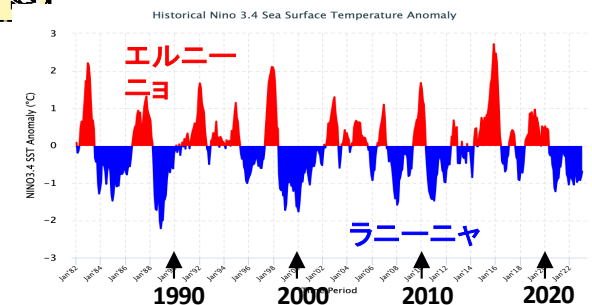 Historical Nino 3.4 Sea Surface Temperature Anomaly
エルニー
ニョ
NINO3.4 SST Anomaly (°C)
3
2
1
0
−1
−2
−3
ラニーニャ
Jan'82 Jan'84 Jan'86 Jan'88 Jan'92 Jan'94 Jan'96 Jan'98 Jan'02 Jan'04 Jan'06 Jan'08 Jan'12 Jan'14 Jan'16 Jan'18 Jan'22
Period
1990 2000 2010 2020